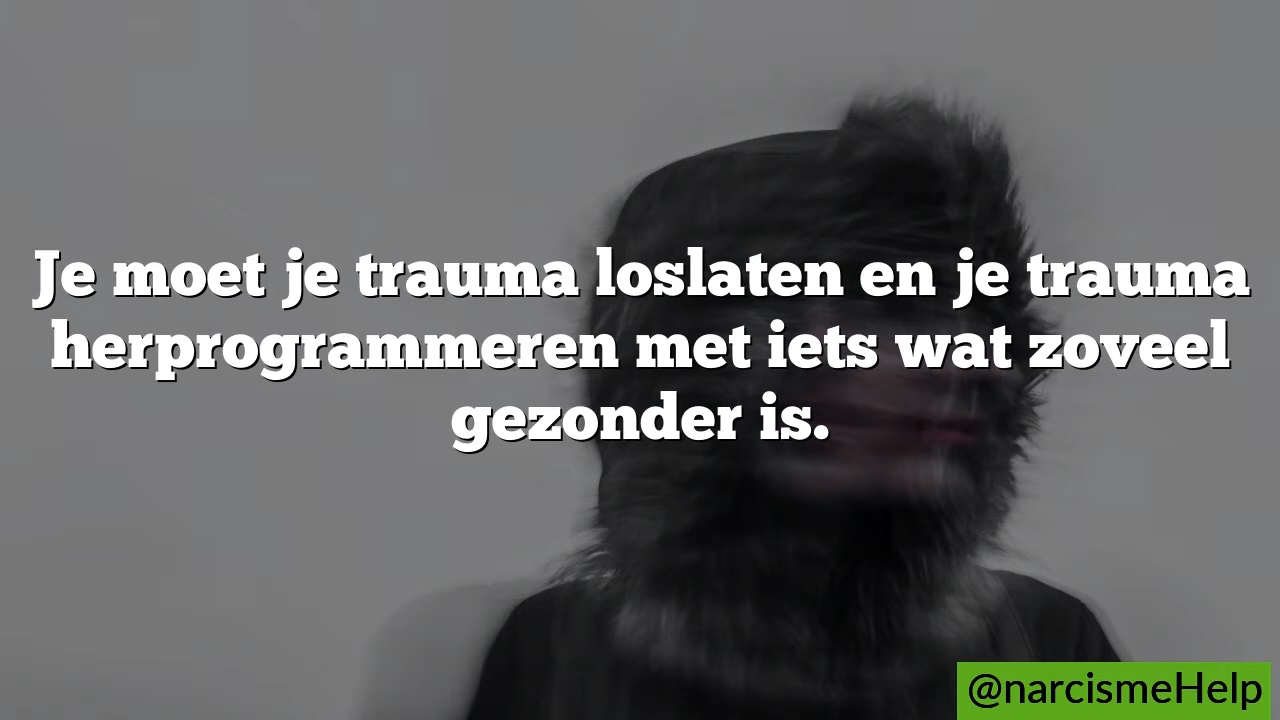 Je moet je trauma loslaten en je trauma
herprogrammeren met iets wat zoveel
gezonder is.
@narcismeHelp